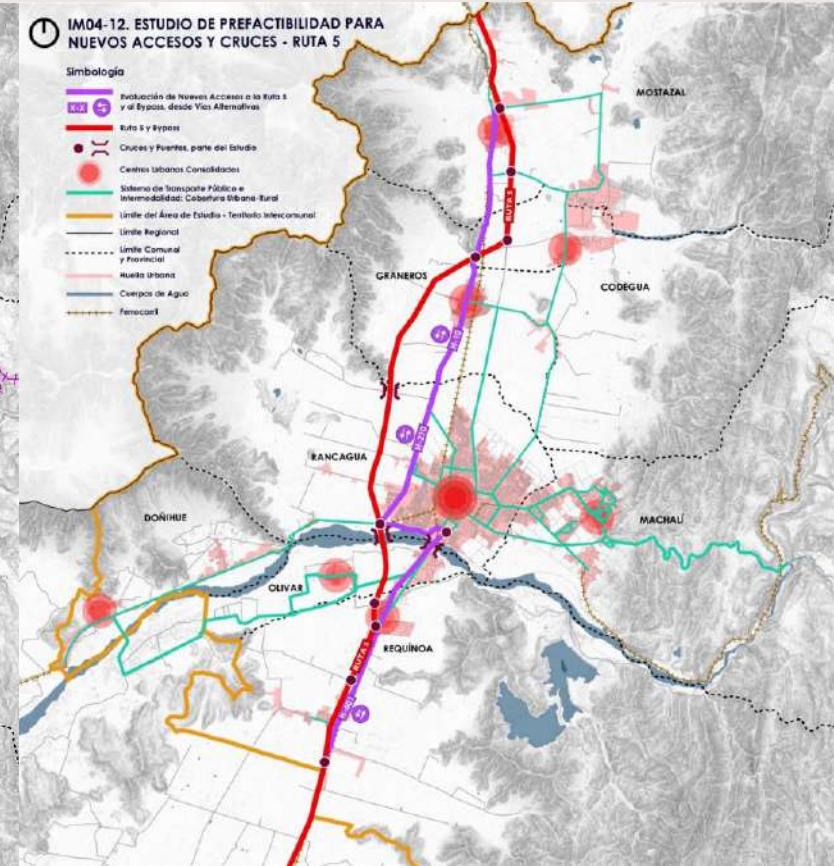 IM04-12. ESTUDIO DE PREFACTIBILIDAD PARA
NUEVOS ACCESOS Y CRUCES - RUTA 5
Simbología
X-X
Evaluación de Nuevos Accesos a la Ruta 5
y al Bypass, desde Vías Alternativas
Ruta 5 y Bypass
Cruces y Puentes, parte del Estudio
Centros Urbanos Consolidados
Sistema de Transporte Público e
Intermodalidad: Cobertura Urbana-Rural
Límite del Área de Estudio - Territorio Intercomunal
Límite Regional
Límite Comunal
y Provincial
Huella Urbana
Cuerpos de Agua
Ferrocarril
MOSTAZAL
RUTA 5
GRANEROS
CODEGUA
H-10
H-210
RANCAGUA
DOÑIHUE
MACHALÍ
OLIVAR
REQUÍNOA
RUTA 5